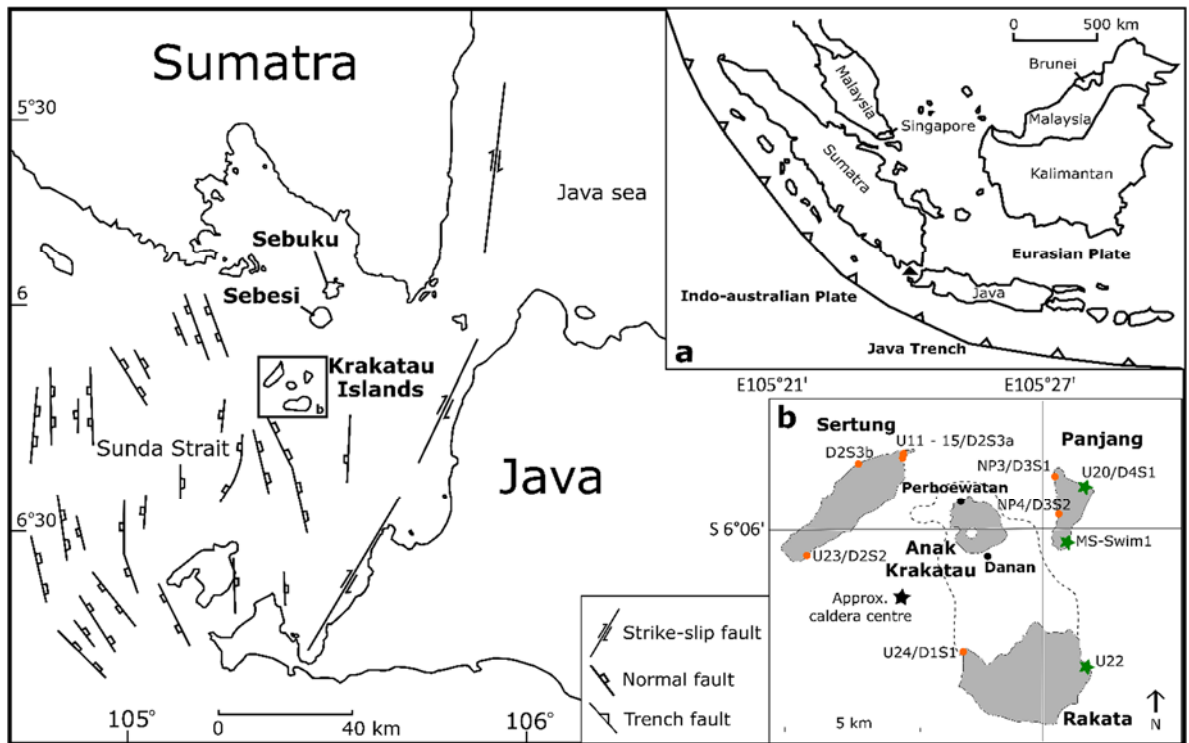 Sumatra
5°30
Java sea
Sebuku
Sebesi
6
Krakatau
Islands
b
Sunda Strait
Java
6°30
105°
0
40 km
106°
Strike-slip fault
Normal fault
Trench fault
0
500 km
Brunei
Malaysia
Malaysia
Singapore
Sumatra
Kalimantan
Eurasian Plate
Indo-australian Plate
Java
Java Trench
a
E105°21'
E105°27'
b
Sertung
U11 - 15/D2S3a
Panjang
D2S3b
NP3/D3S1
U20/D4S1
Perboewatan
NP4/D3S2
S 6°06'
MS-Swim1
Anak
Krakatau
U23/D2S2
Danan
Approx.
caldera centre
U24/D1S1
U22
5 km
N
Rakata